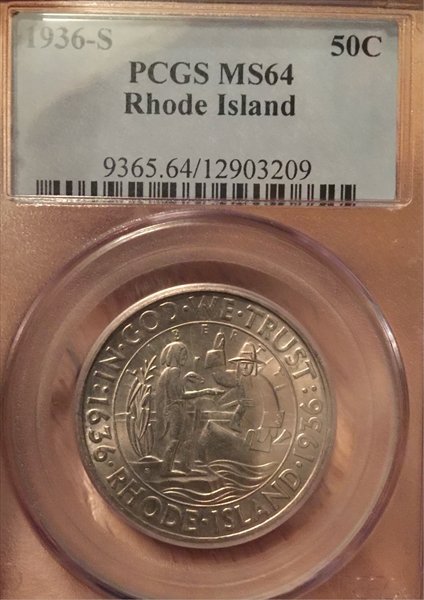 1936-S 50C
PCGS MS64
Rhode Island
9365.64/12903209
1636:IN·GOD·WE·TRUST:1936·RHODE·ISLAND·
LIBERTY